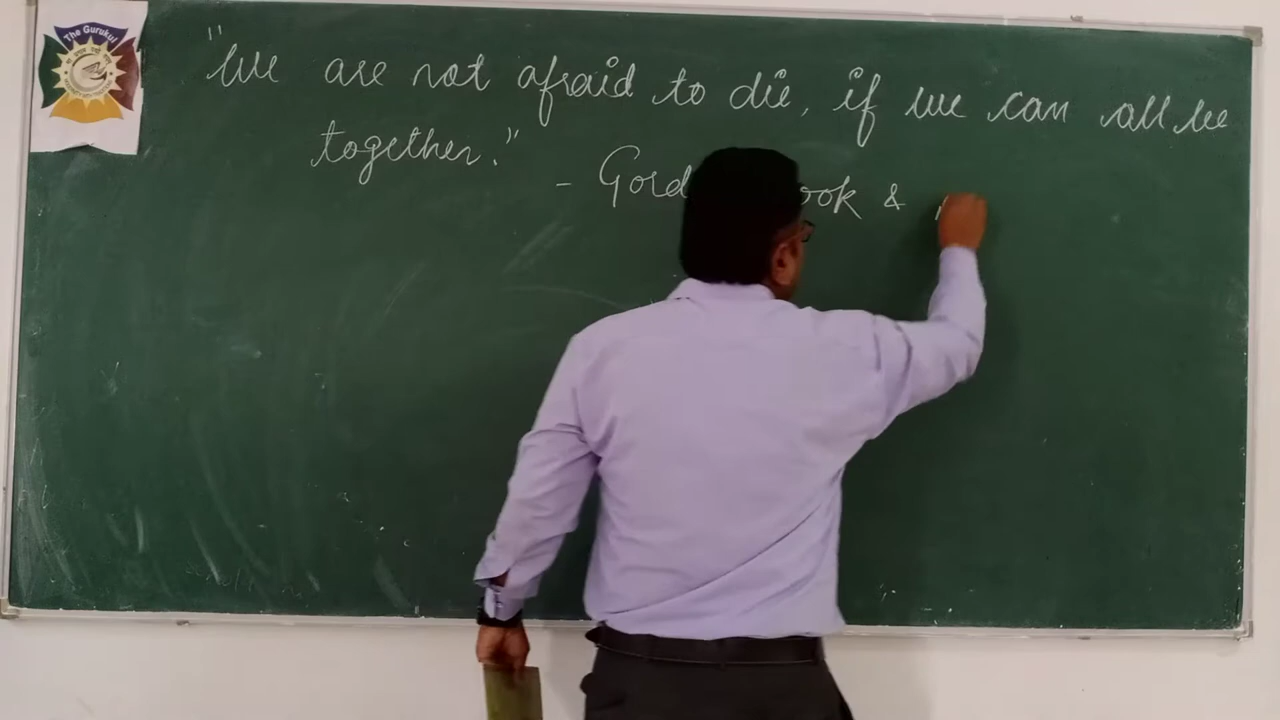 The Gurukul
"We are not afraid to die, if we can all be
together."
- Gord ook &